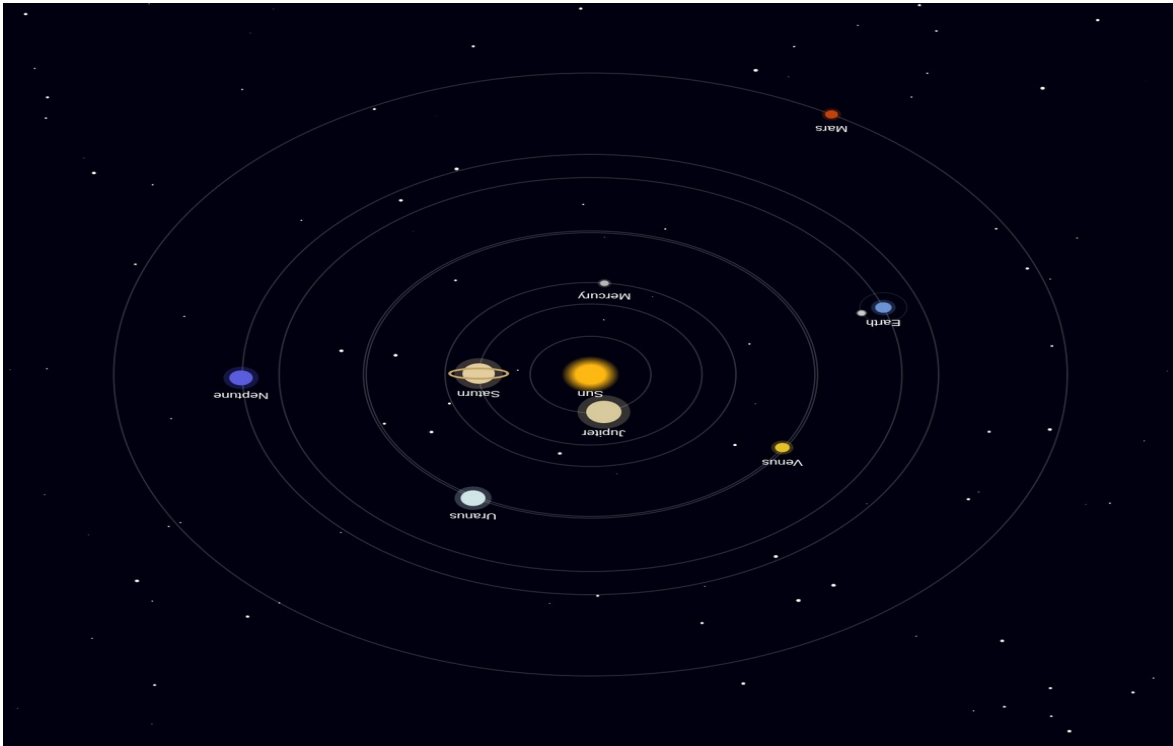 Mars
Mercury
Earth
Saturn
Sun
Neptune
Jupiter
Venus
Uranus